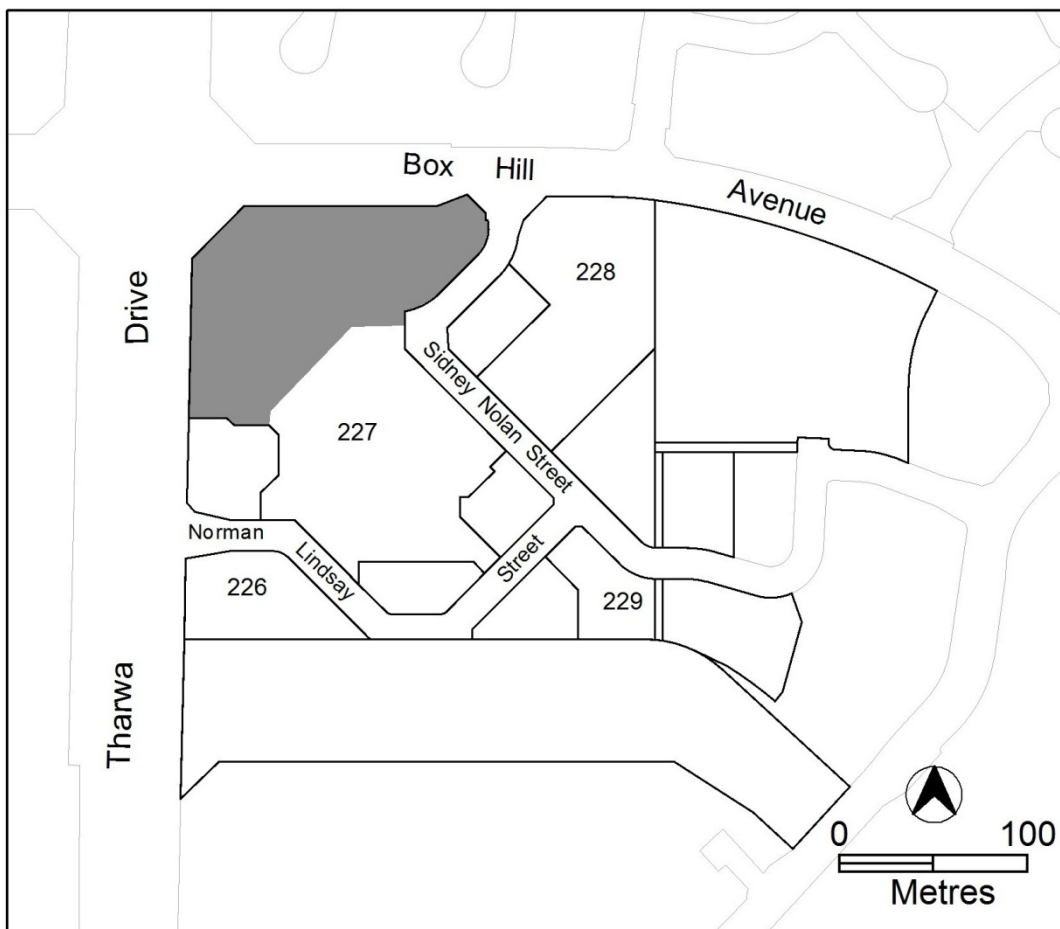 Box Hill Avenue
Drive
228
Sidney Nolan Street
227
Norman Lindsay Street
226
229
Tharwa
0 100
Metres